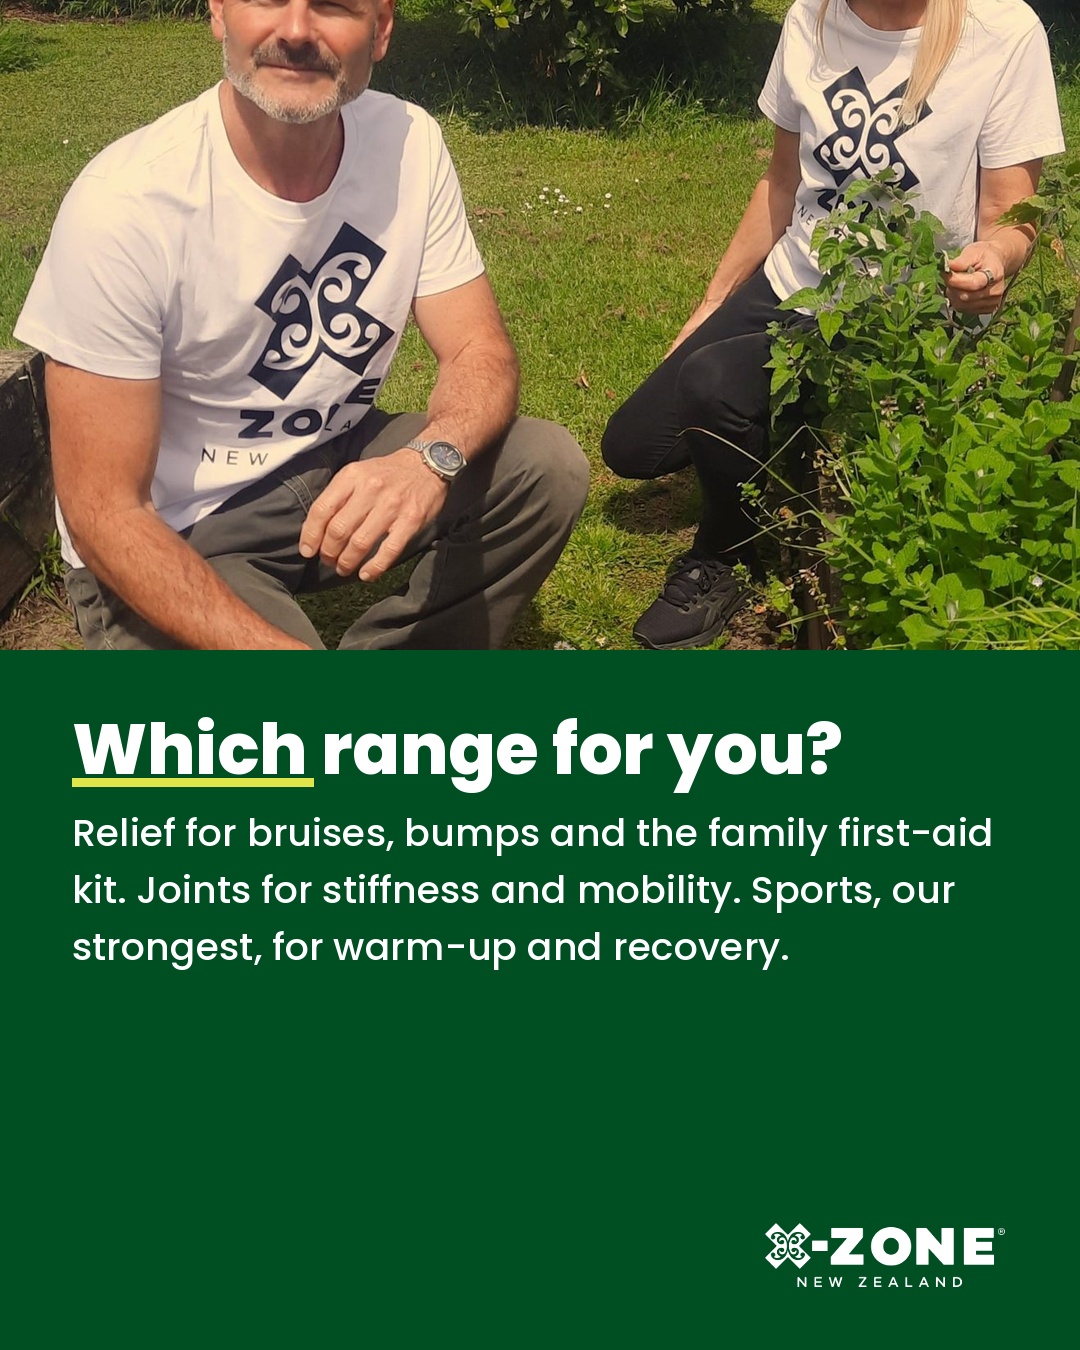 ZO
NEW
Which range for you?
Relief for bruises, bumps and the family first-aid
kit. Joints for stiffness and mobility. Sports, our
strongest, for warm-up and recovery.
X-ZONE®
NEW ZEALAND